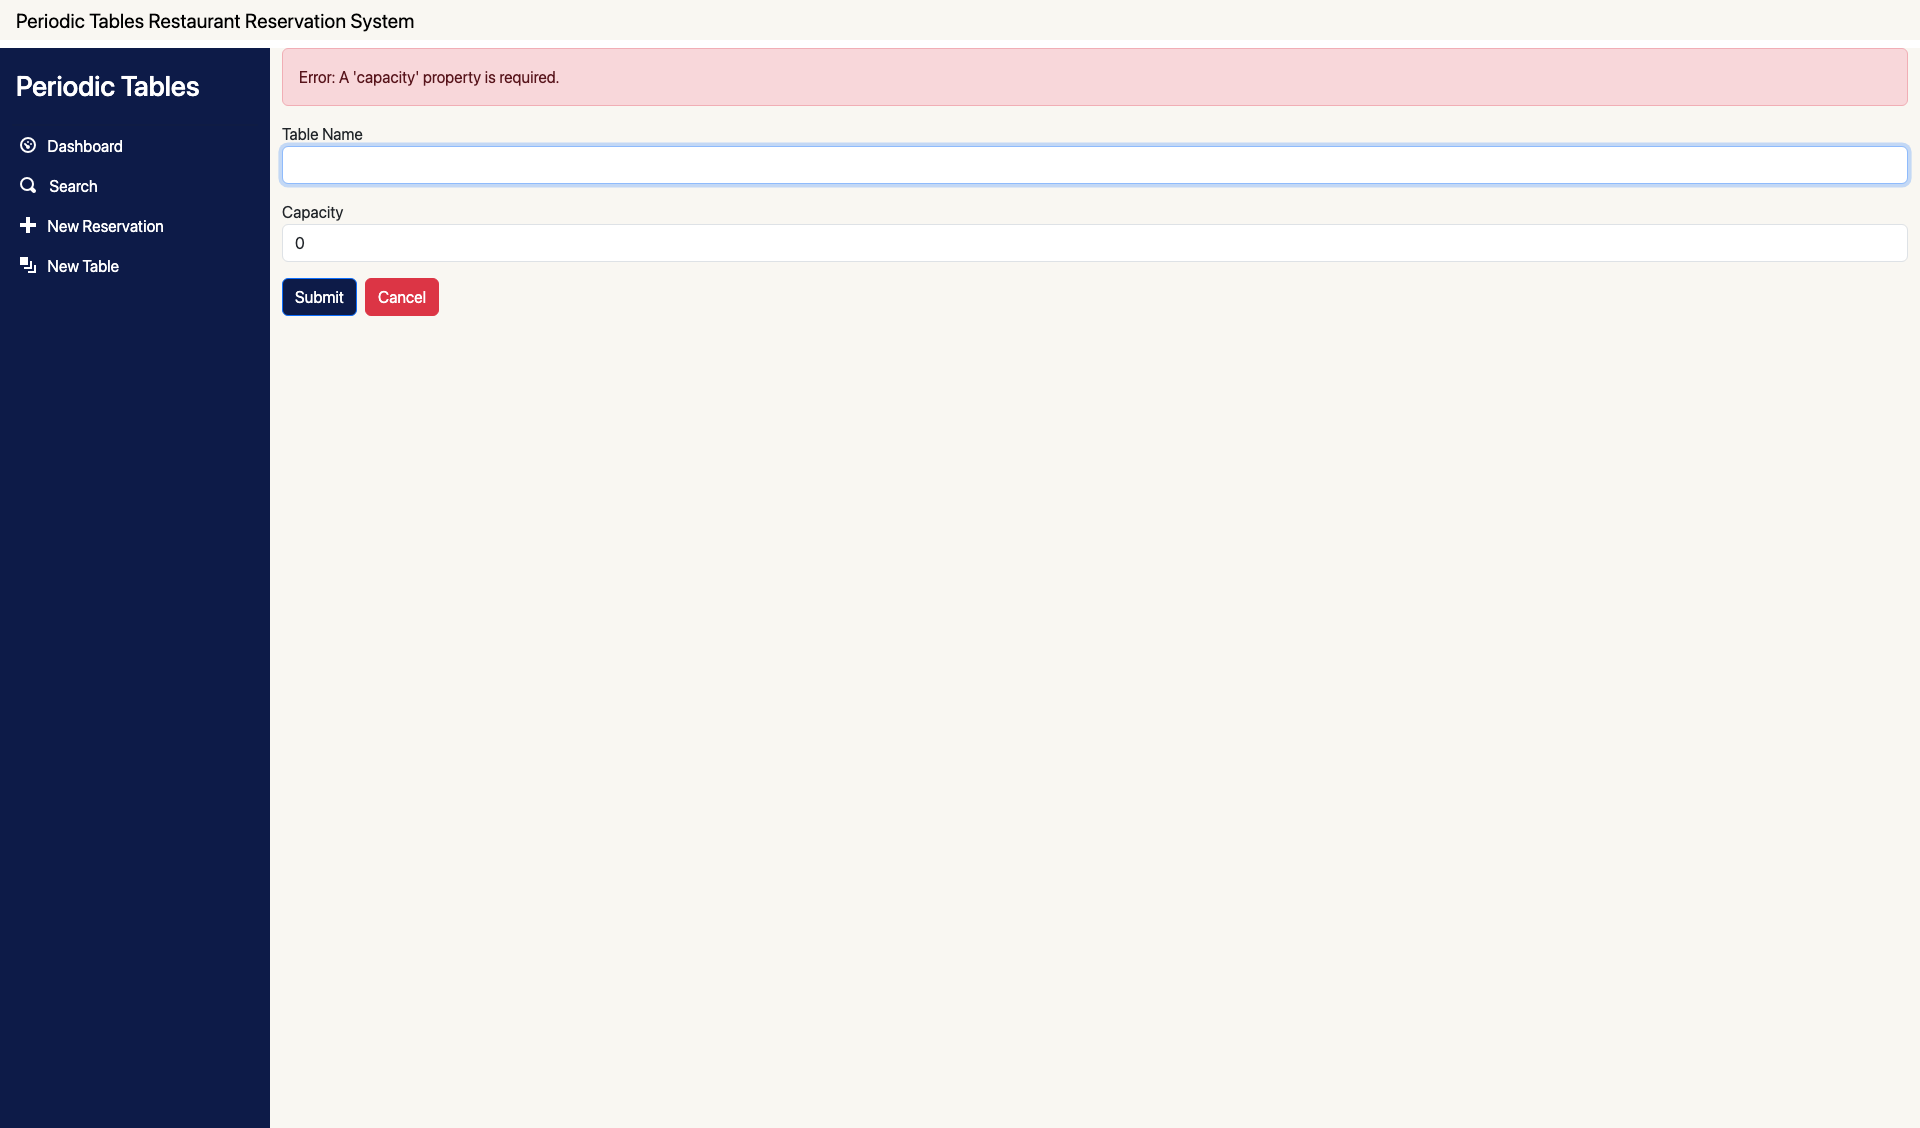 Periodic Tables Restaurant Reservation System
Periodic Tables
Dashboard
Search
New Reservation
New Table
Error: A 'capacity' property is required.
Table Name
Capacity
0
Submit Cancel